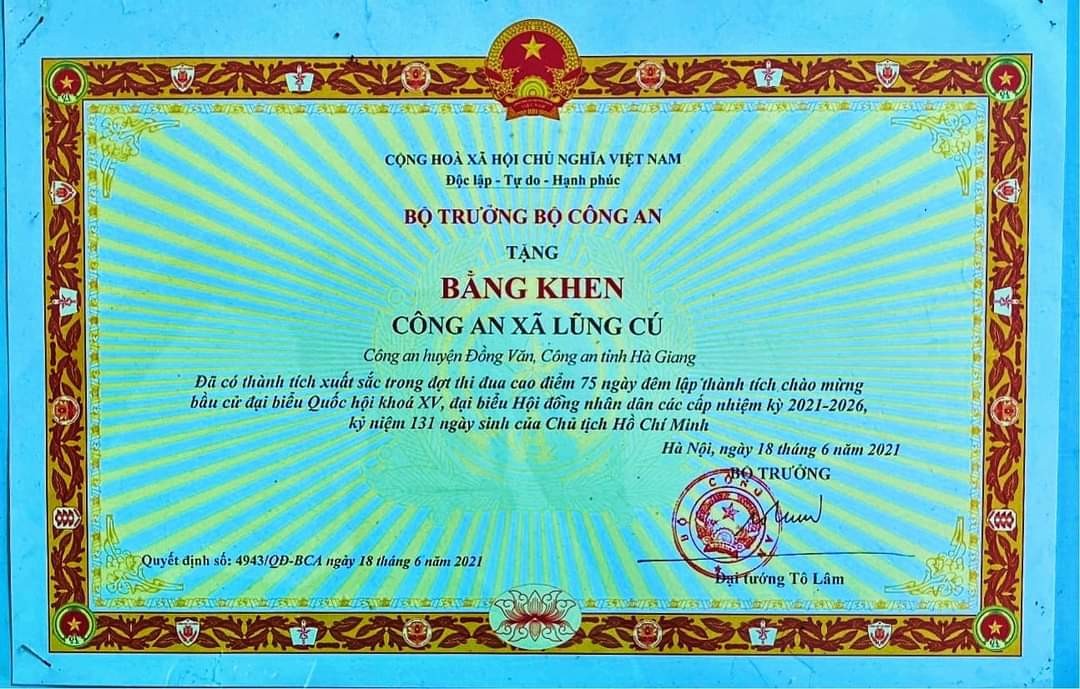 CỘNG HOÀ XÃ HỘI CHỦ NGHĨA VIỆT NAM
Độc lập - Tự do - Hạnh phúc
BỘ TRƯỞNG BỘ CÔNG AN
TẶNG
BẰNG KHEN
CÔNG AN XÃ LŨNG CÚ
Công an huyện Đồng Văn, Công an tỉnh Hà Giang
Đã có thành tích xuất sắc trong đợt thi đua cao điểm 75 ngày đêm lập thành tích chào mừng
bầu cử đại biểu Quốc hội khoá XV, đại biểu Hội đồng nhân dân các cấp nhiệm kỳ 2021-2026,
kỷ niệm 131 ngày sinh của Chủ tịch Hồ Chí Minh
Hà Nội, ngày 18 tháng 6 năm 2021
BỘ TRƯỞNG
BỘ CÔNG AN
Quyết định số: 4943/QĐ-BCA ngày 18 tháng 6 năm 2021
Đại tướng Tô Lâm